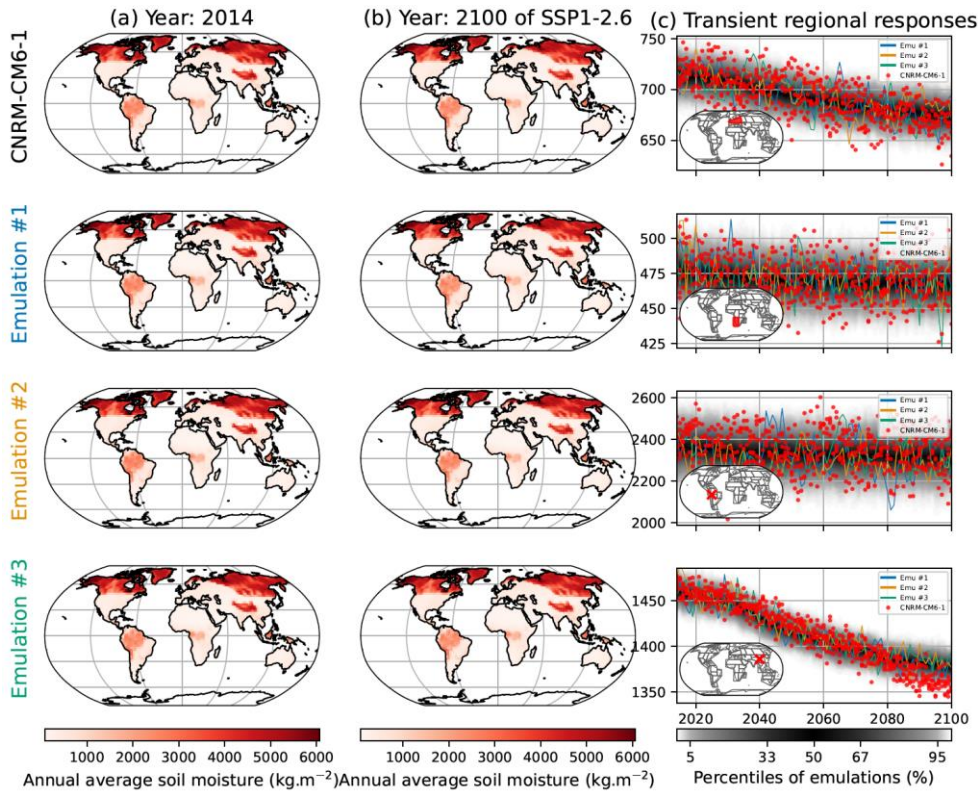 (a) Year: 2014
(b) Year: 2100 of SSP1-2.6
(c) Transient regional responses
CNRM-CM6-1
750
700
650
Emu #1
Emu #2
Emu #3
CNRM-CM6-1
Emulation #1
500
475
450
425
Emu #1
Emu #2
Emu #3
CNRM-CM6-1
Emulation #2
2600
2400
2200
2000
Emu #1
Emu #2
Emu #3
CNRM-CM6-1
Emulation #3
1450
1400
1350
Emu #1
Emu #2
Emu #3
CNRM-CM6-1
2020 2040 2060 2080 2100
1000 2000 3000 4000 5000 6000
Annual average soil moisture (kg.m⁻²)
1000 2000 3000 4000 5000 6000
Annual average soil moisture (kg.m⁻²)
5 33 50 67 95
Percentiles of emulations (%)